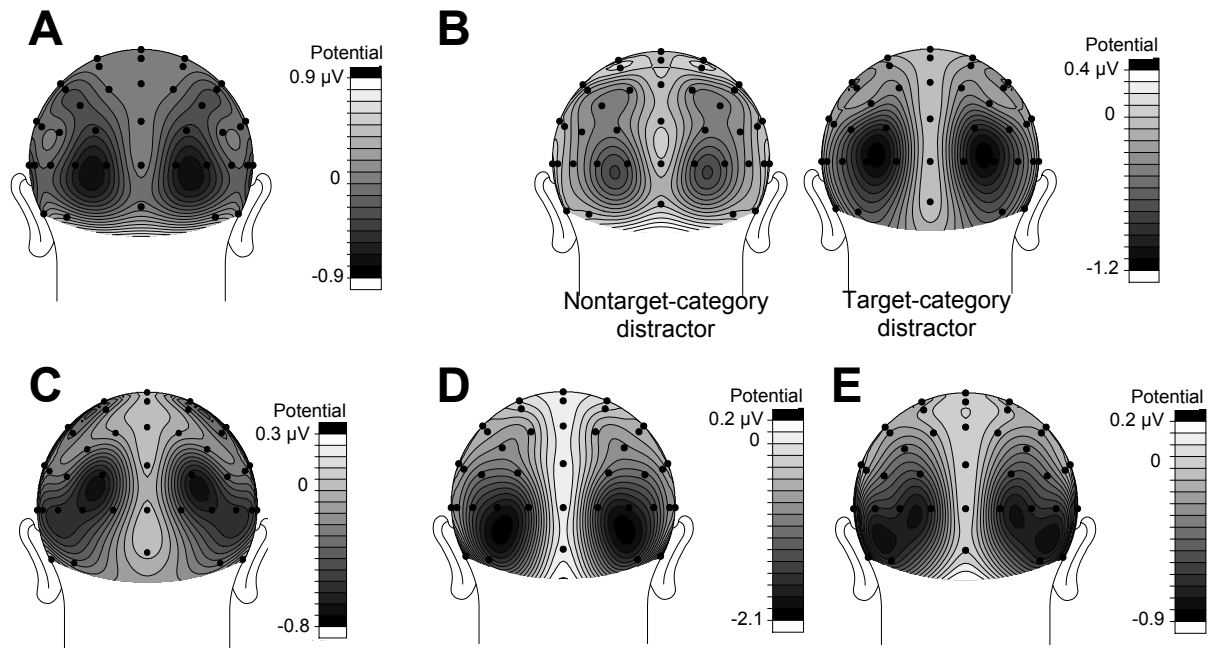 A
Potential
0.9 µV
0
-0.9
B
Potential
0.4 µV
0
-1.2
Nontarget-category
distractor
Target-category
distractor
C
Potential
0.3 µV
0
-0.8
D
Potential
0.2 µV
0
-2.1
E
Potential
0.2 µV
0
-0.9